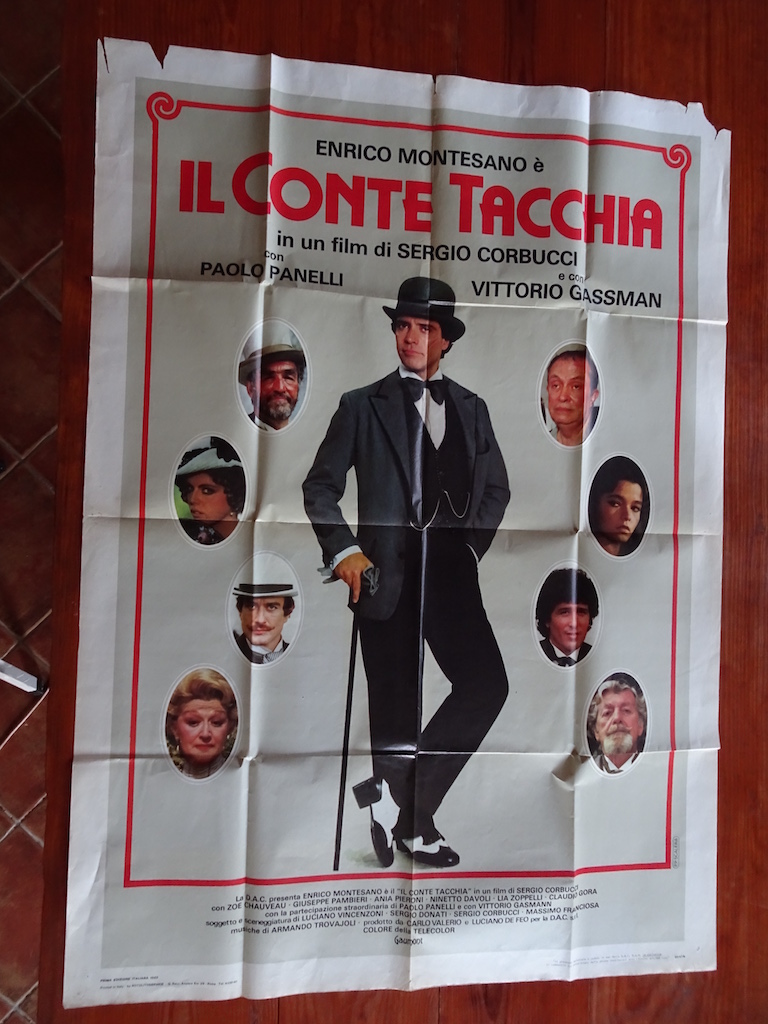 ENRICO MONTESANO è
IL CONTE TACCHIA
in un film di SERGIO CORBUCCI
con
PAOLO PANELLI
e con
VITTORIO GASSMAN
LA D.A.C. presenta ENRICO MONTESANO è il "IL CONTE TACCHIA" in un film di SERGIO CORBUCCI
con ZOE CHAUVEAU · GIUSEPPE PAMBIERI · ANIA PIERONI · NINETTO DAVOLI · LIA ZOPPELLI · CLAUDIO GORA
con la partecipazione straordinaria di PAOLO PANELLI e con VITTORIO GASMANN
soggetto e sceneggiatura di LUCIANO VINCENZONI · SERGIO DONATI · SERGIO CORBUCCI · MASSIMO FRANCIOSA
musiche di ARMANDO TROVAJOLI · prodotto da CARLO VALERIO e LUCIANO DE FEO per la D.A.C. s.r.l.
COLORE della TELECOLOR
Gaumont